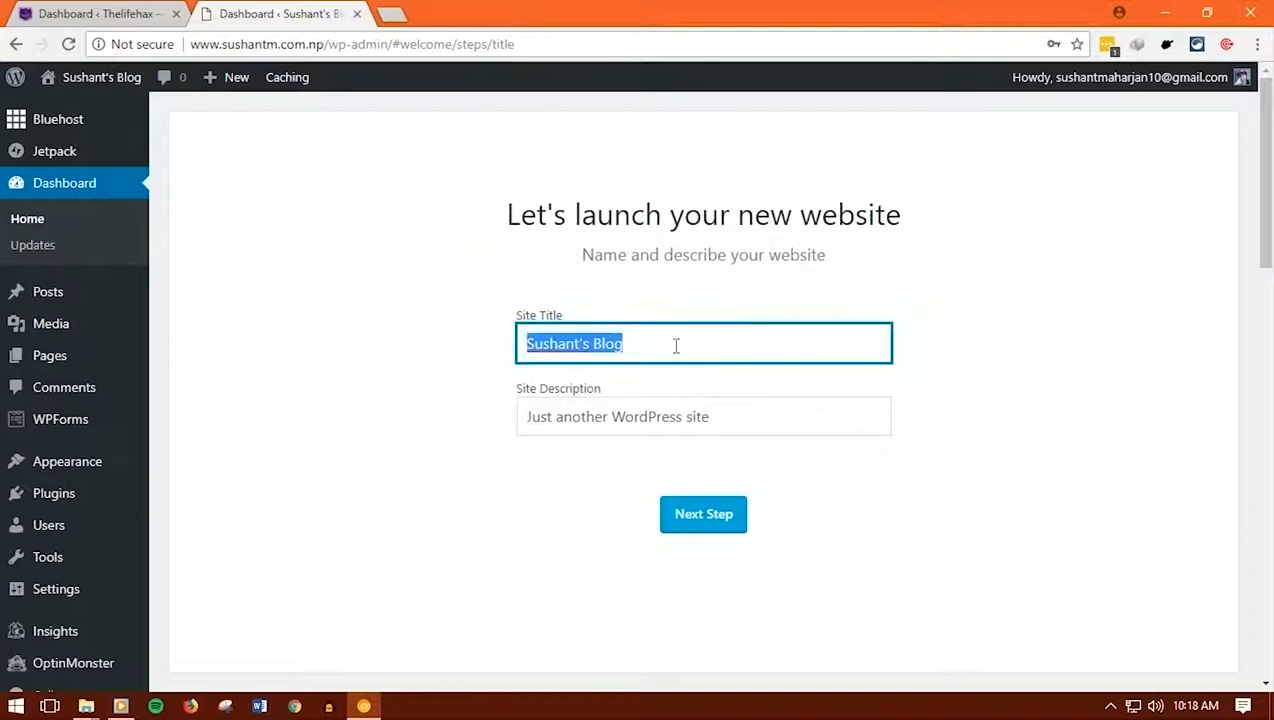 Dashboard ‹ Thelifehax —
Dashboard ‹ Sushant's Bl
Not secure
www.sushantm.com.np/wp-admin/#welcome/steps/title
1
Sushant's Blog
0
New
Caching
Howdy, sushantmaharjan10@gmail.com
Bluehost
Jetpack
Dashboard
Home
Updates
Posts
Media
Pages
Comments
WPForms
Appearance
Plugins
Users
Tools
Settings
Insights
OptinMonster
Let's launch your new website
Name and describe your website
Site Title
Sushant's Blog
Site Description
Just another WordPress site
Next Step
10:18 AM